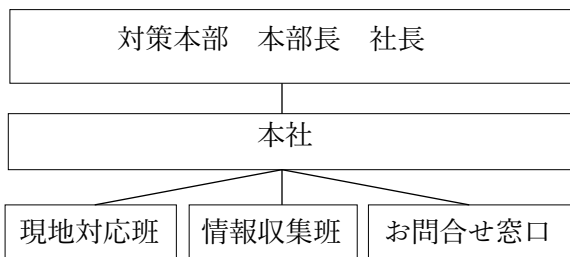 対策本部　本部長　社長
本社
現地対応班
情報収集班
お問合せ窓口